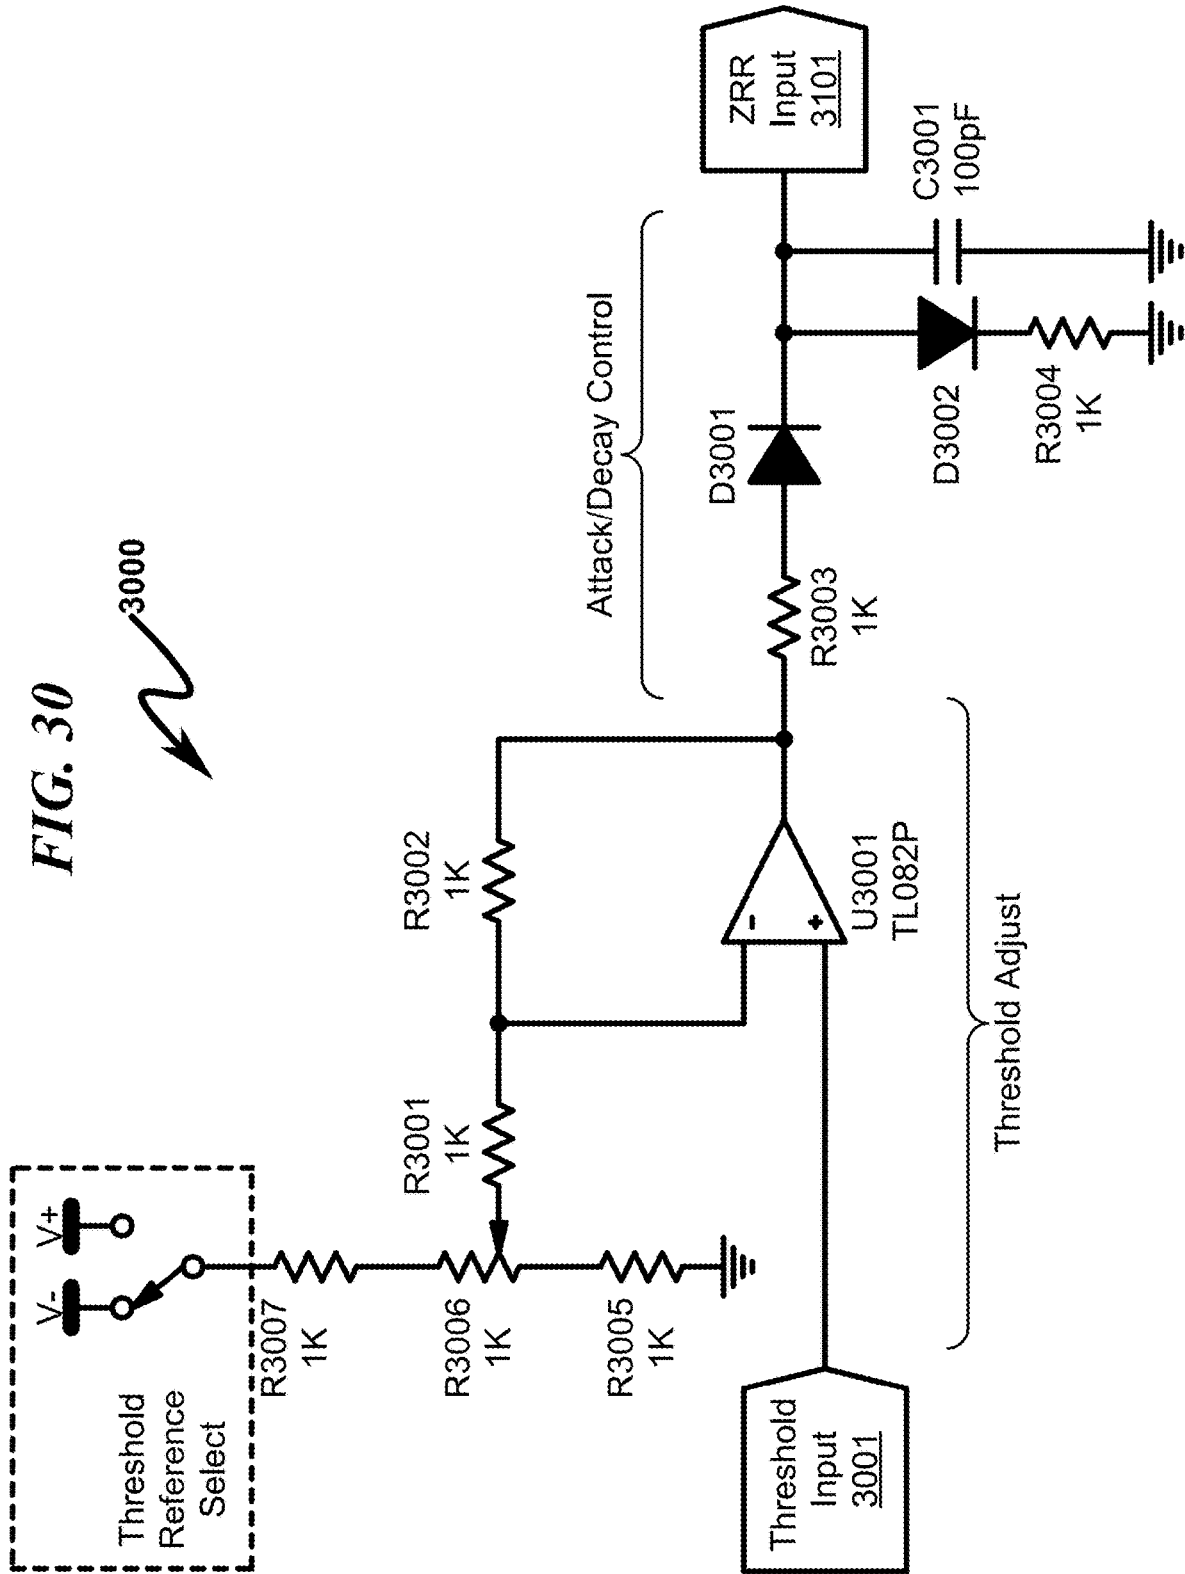 FIG. 30
3000
V-
V+
Threshold
Reference
Select
R3007
1K
R3006
1K
R3005
1K
R3001
1K
R3002
1K
Threshold
Input
3001
-
+
U3001
TL082P
Threshold Adjust
Attack/Decay Control
R3003
1K
D3001
D3002
R3004
1K
C3001
100pF
ZRR
Input
3101